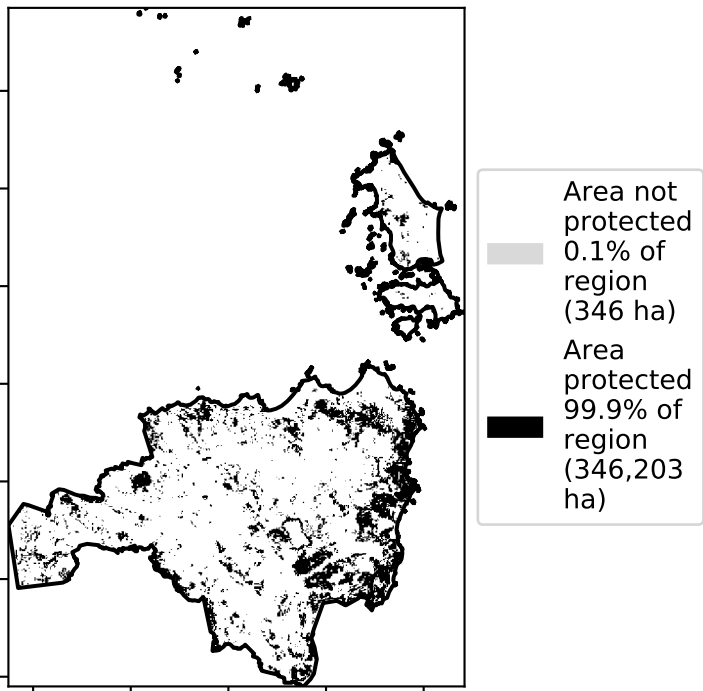 Area not
protected
0.1% of
region
(346 ha)
Area
protected
99.9% of
region
(346,203
ha)